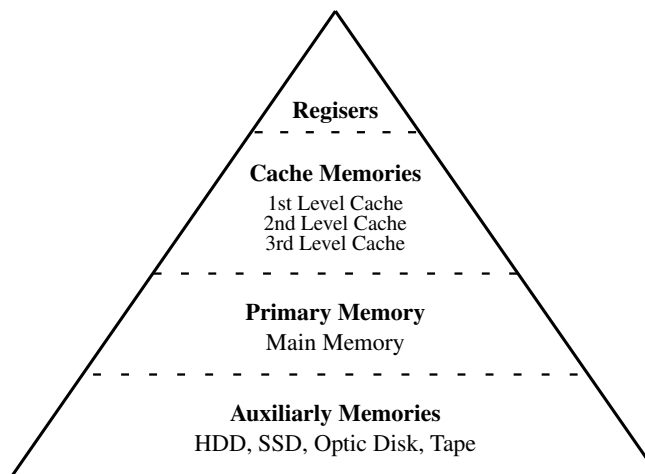 Regisers
Cache Memories
1st Level Cache
2nd Level Cache
3rd Level Cache
Primary Memory
Main Memory
Auxiliarly Memories
HDD, SSD, Optic Disk, Tape